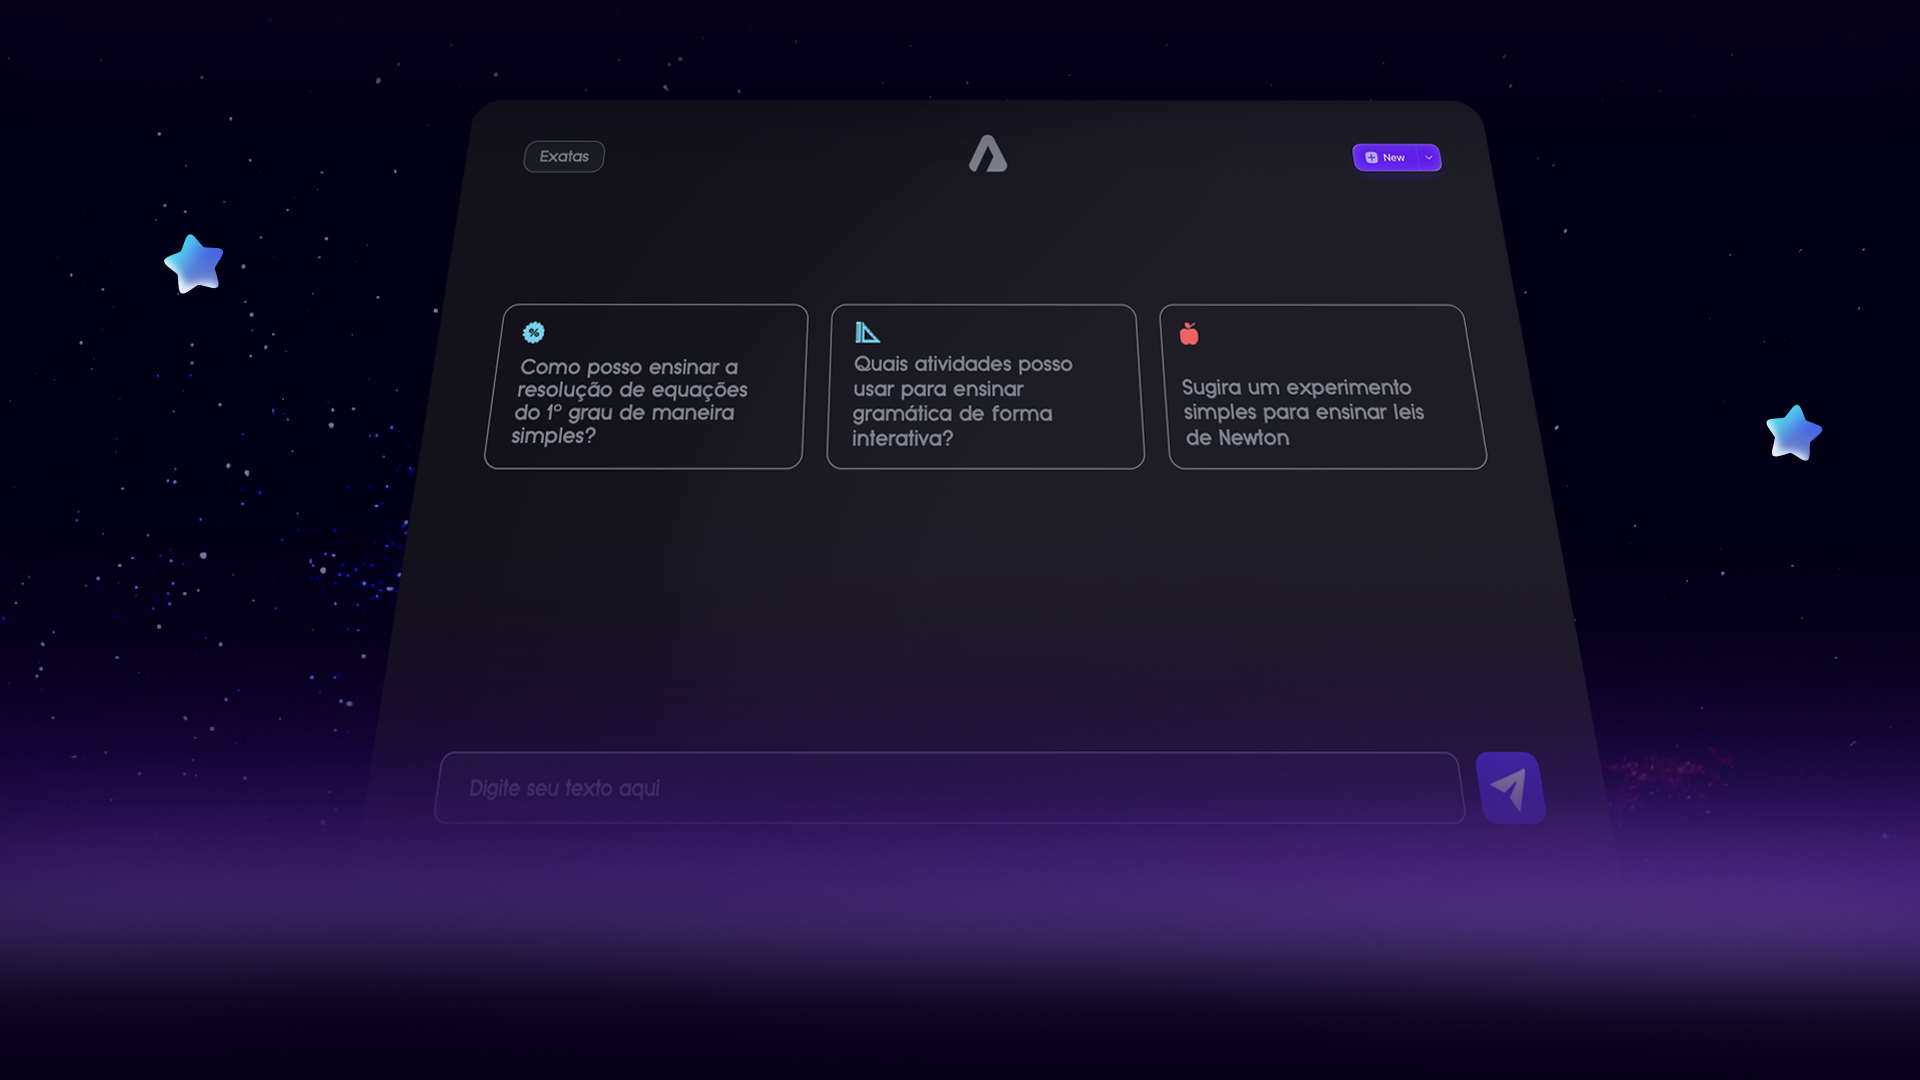 Exatas
New
Como posso ensinar a
resolução de equações
do 1º grau de maneira
simples?
Quais atividades posso
usar para ensinar
gramática de forma
interativa?
Sugira um experimento
simples para ensinar leis
de Newton
Digite seu texto aqui